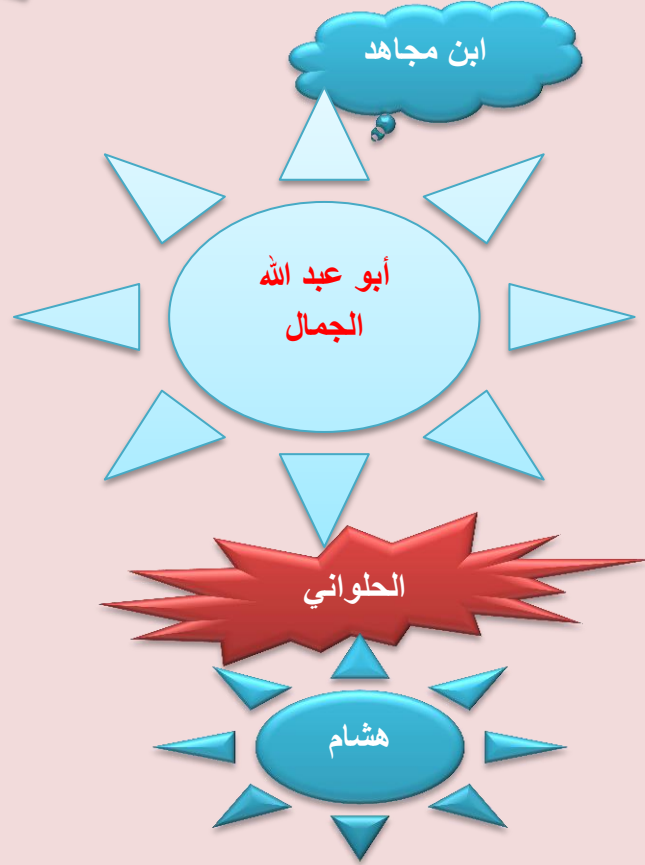 ابن مجاهد
أبو عبد الله
الجمال
الحلواني
هشام